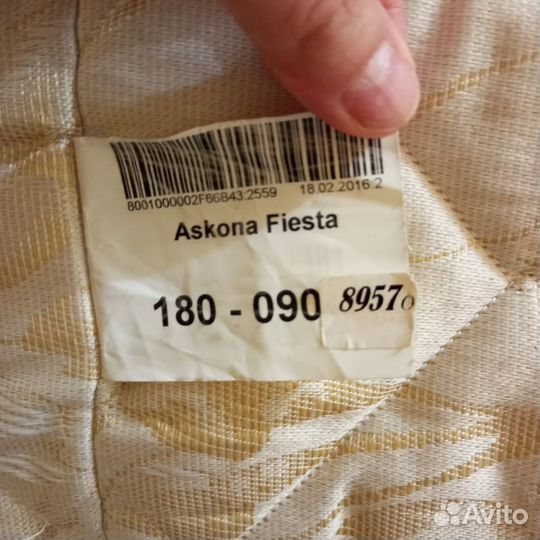 8001000002F66B43:2559 18.02.2016:2
Askona Fiesta
180 - 090 8957
Avito